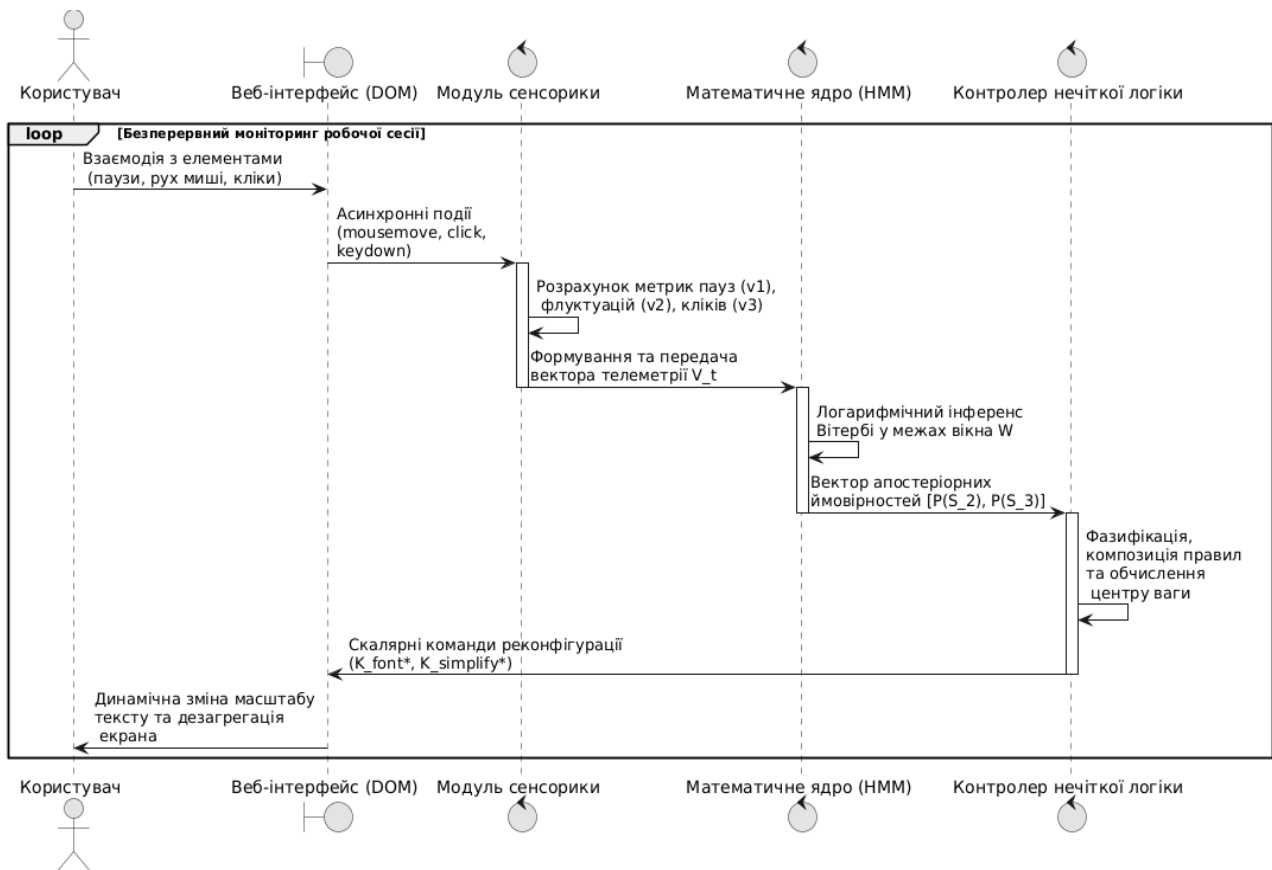 Користувач
Веб-інтерфейс (DOM)
Модуль сенсорики
Математичне ядро (HMM)
Контролер нечіткої логіки
loop
[Безперервний моніторинг робочої сесії]
Взаємодія з елементами
(паузи, рух миші, кліки)
Асинхронні події
(mousemove, click,
keydown)
Розрахунок метрик пауз (v1),
флуктуацій (v2), кліків (v3)
Формування та передача
вектора телеметрії V_t
Логарифмічний інференс
Вітербі у межах вікна W
Вектор апостеріорних
ймовірностей [P(S_2), P(S_3)]
Фазифікація,
композиція правил
та обчислення
центру ваги
Скалярні команди реконфігурації
(K_font*, K_simplify*)
Динамічна зміна масштабу
тексту та дезагрегація
екрана
Користувач
Веб-інтерфейс (DOM)
Модуль сенсорики
Математичне ядро (HMM)
Контролер нечіткої логіки